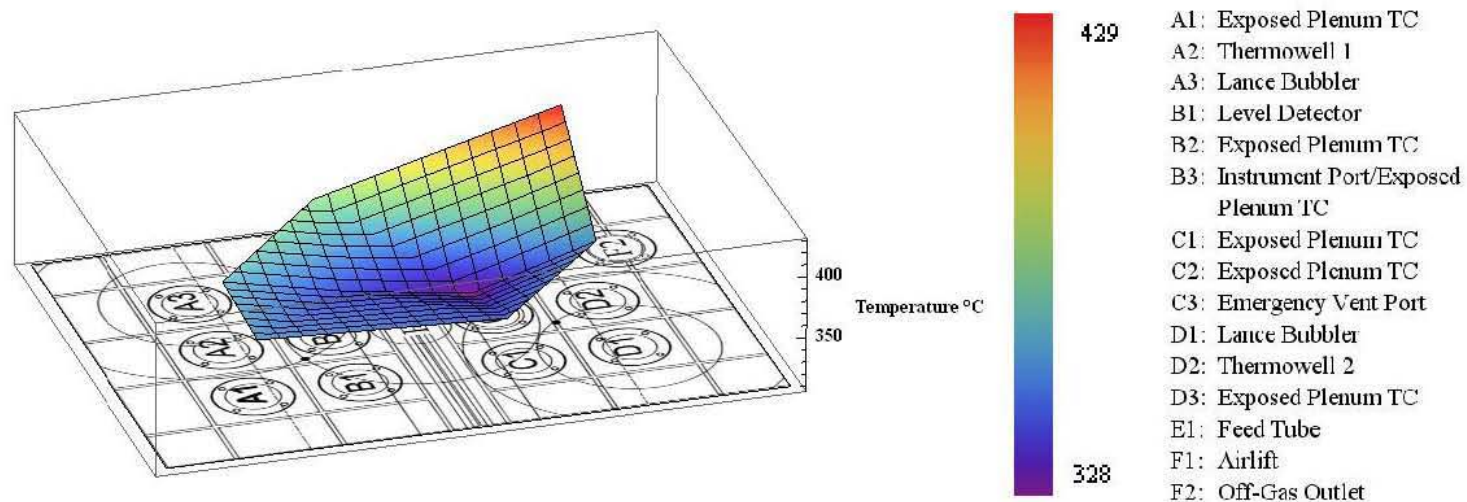 429
328
A1: Exposed Plenum TC
A2: Thermowell 1
A3: Lance Bubbler
B1: Level Detector
B2: Exposed Plenum TC
B3: Instrument Port/Exposed
Plenum TC
C1: Exposed Plenum TC
C2: Exposed Plenum TC
C3: Emergency Vent Port
D1: Lance Bubbler
D2: Thermowell 2
D3: Exposed Plenum TC
E1: Feed Tube
F1: Airlift
F2: Off-Gas Outlet
400
Temperature °C
350
A3
A2
A1
B1
C1
D1
D2